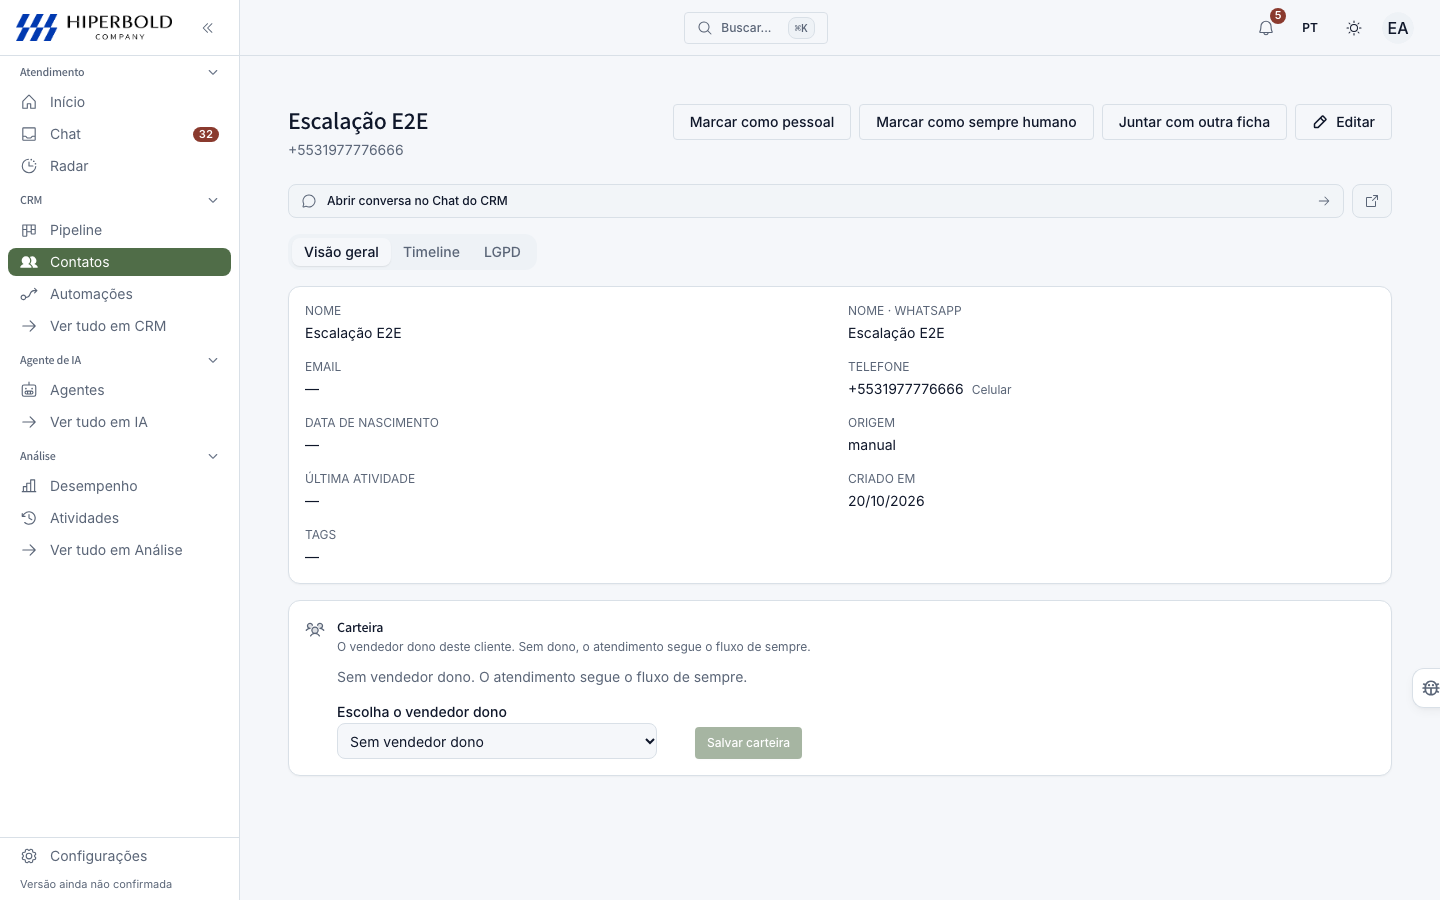 HIPERBOLD
COMPANY
Buscar...
⌘K
5
PT
EA
Atendimento
Início
Chat
32
Radar
CRM
Pipeline
Contatos
Automações
Ver tudo em CRM
Agente de IA
Agentes
Ver tudo em IA
Análise
Desempenho
Atividades
Ver tudo em Análise
Configurações
Versão ainda não confirmada
Escalação E2E
+5531977776666
Marcar como pessoal
Marcar como sempre humano
Juntar com outra ficha
Editar
Abrir conversa no Chat do CRM
Visão geral
Timeline
LGPD
NOME
Escalação E2E
NOME · WHATSAPP
Escalação E2E
EMAIL
—
TELEFONE
+5531977776666 Celular
DATA DE NASCIMENTO
—
ORIGEM
manual
ÚLTIMA ATIVIDADE
—
CRIADO EM
20/10/2026
TAGS
—
Carteira
O vendedor dono deste cliente. Sem dono, o atendimento segue o fluxo de sempre.
Sem vendedor dono. O atendimento segue o fluxo de sempre.
Escolha o vendedor dono
Sem vendedor dono
Salvar carteira